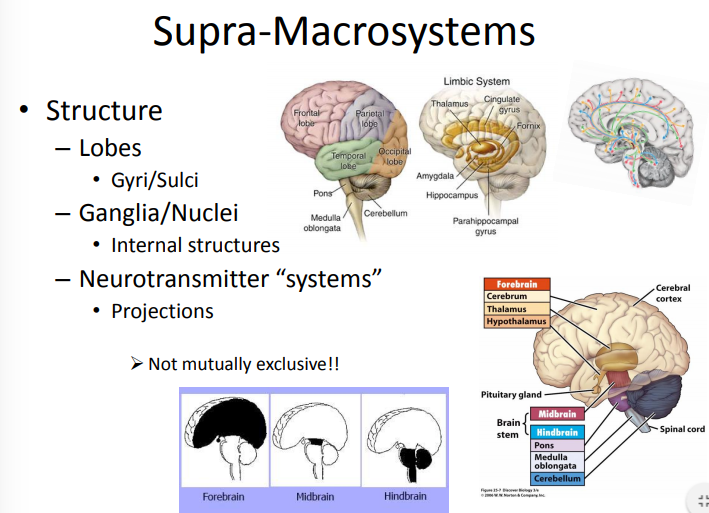 Supra-Macrosystems
• Structure
– Lobes
• Gyri/Sulci
– Ganglia/Nuclei
• Internal structures
– Neurotransmitter “systems”
• Projections
➢ Not mutually exclusive!!
Frontal
lobe
Parietal
lobe
Temporal
lobe
Occipital
lobe
Pons
Medulla
oblongata
Cerebellum
Limbic System
Thalamus
Cingulate
gyrus
Fornix
Amygdala
Hippocampus
Parahippocampal
gyrus
Forebrain
Cerebrum
Thalamus
Hypothalamus
Cerebral
cortex
Pituitary gland
Brain
stem
Midbrain
Hindbrain
Pons
Medulla
oblongata
Cerebellum
Spinal cord
Figure 25-7 Discover Biology 3/e
© 2006 W. W. Norton & Company, Inc.
Forebrain
Midbrain
Hindbrain